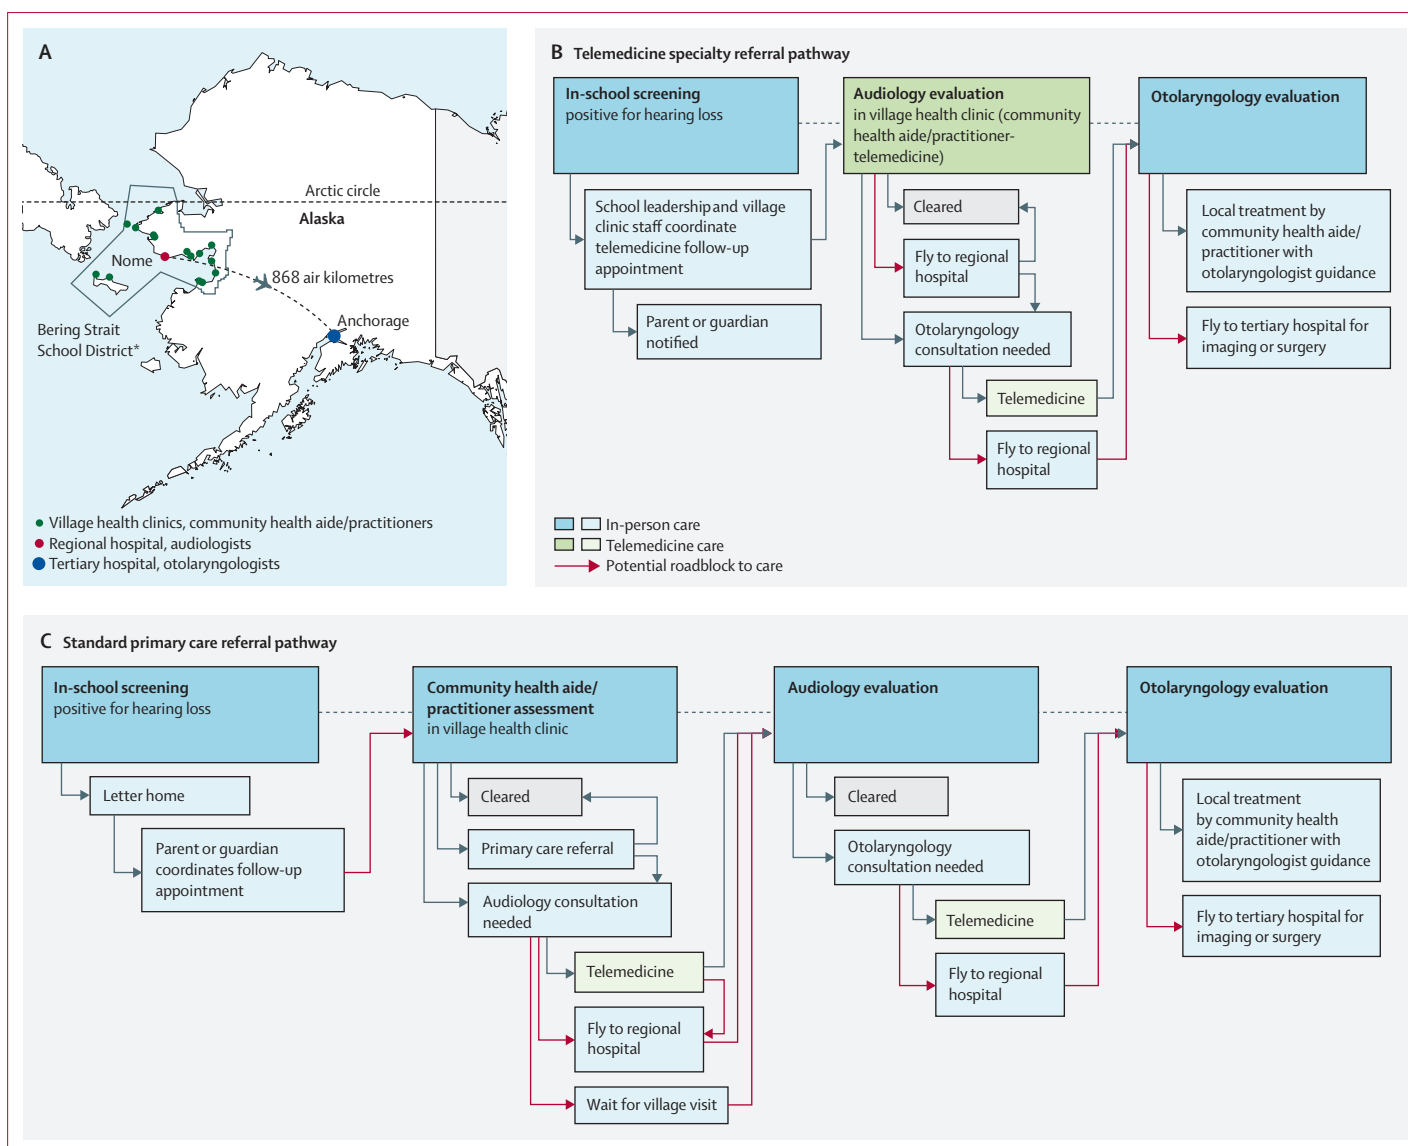 A
Arctic circle
Alaska
Nome
868 air kilometres
Anchorage
Bering Strait
School District*
Village health clinics, community health aide/practitioners
Regional hospital, audiologists
Tertiary hospital, otolaryngologists
B Telemedicine specialty referral pathway
In-school screening
positive for hearing loss
School leadership and village
clinic staff coordinate
telemedicine follow-up
appointment
Parent or guardian
notified
Audiology evaluation
in village health clinic (community
health aide/practitioner-
telemedicine)
Cleared
Fly to regional
hospital
Otolaryngology
consultation needed
Telemedicine
Fly to regional
hospital
Otolaryngology evaluation
Local treatment by
community health aide/
practitioner with
otolaryngologist guidance
Fly to tertiary hospital for
imaging or surgery
In-person care
Telemedicine care
Potential roadblock to care
C Standard primary care referral pathway
In-school screening
positive for hearing loss
Letter home
Parent or guardian
coordinates follow-up
appointment
Community health aide/
practitioner assessment
in village health clinic
Cleared
Primary care referral
Audiology consultation
needed
Telemedicine
Fly to regional
hospital
Wait for village visit
Audiology evaluation
Cleared
Otolaryngology
consultation needed
Telemedicine
Fly to regional
hospital
Otolaryngology evaluation
Local treatment
by community health
aide/practitioner with
otolaryngologist guidance
Fly to tertiary hospital for
imaging or surgery